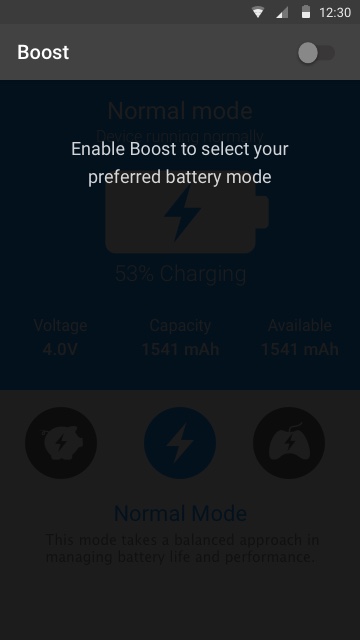 12:30
Boost
Normal mode
Device running normally
Enable Boost to select your
preferred battery mode
53% Charging
Voltage Capacity Available
4.0V 1541 mAh 1541 mAh
Normal Mode
This mode takes a balanced approach in
managing battery life and performance.